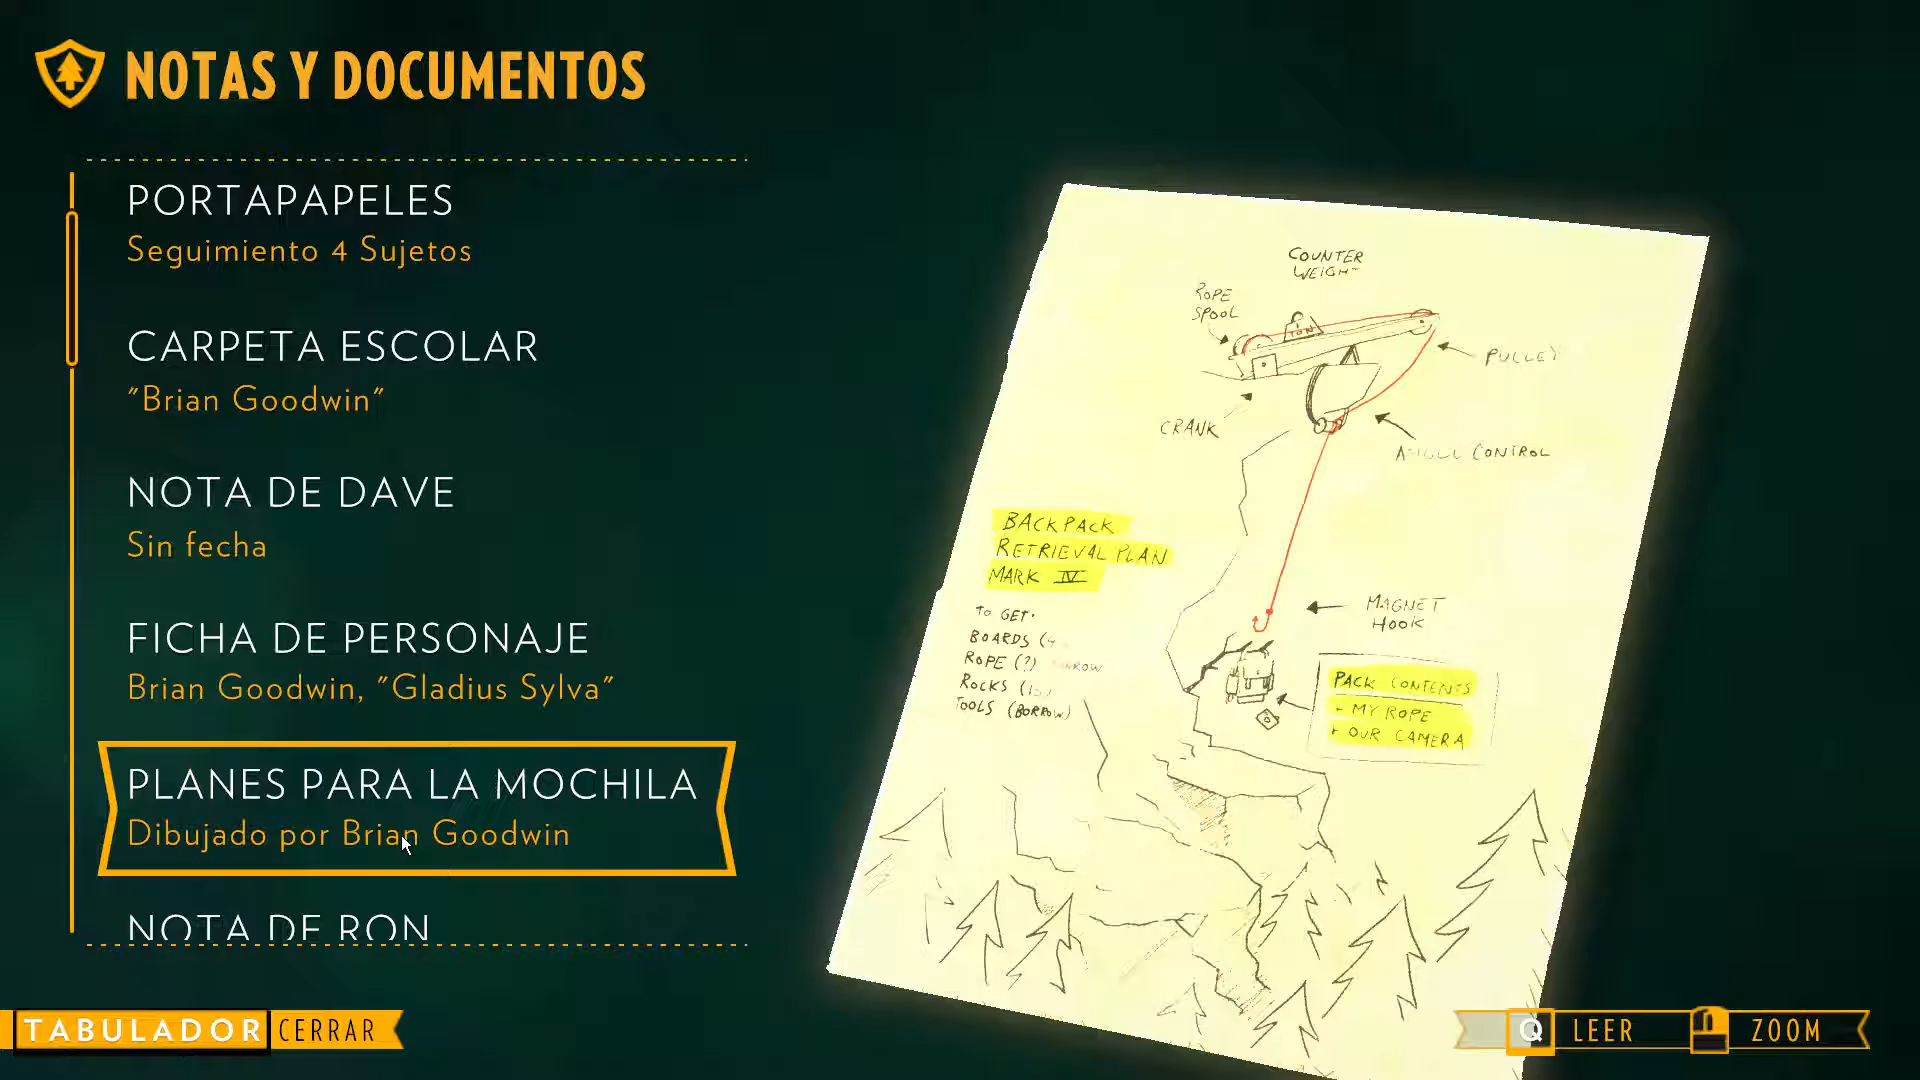 NOTAS Y DOCUMENTOS
PORTAPAPELES
Seguimiento 4 Sujetos
CARPETA ESCOLAR
"Brian Goodwin"
NOTA DE DAVE
Sin fecha
FICHA DE PERSONAJE
Brian Goodwin, "Gladius Sylva"
PLANES PARA LA MOCHILA
Dibujado por Brian Goodwin
NOTA DE RON
COUNTER
WEIGHT
ROPE
SPOOL
TON
PULLEY
CRANK
CONTROL
BACKPACK
RETRIEVAL PLAN
MARK IV
TO GET:
BOARDS (4
ROPE (?)
ROCKS
TOOLS (BORROW)
MAGNET
HOOK
PACK CONTENTS
- MY ROPE
+ OUR CAMERA
TABULADOR CERRAR
Q LEER
ZOOM